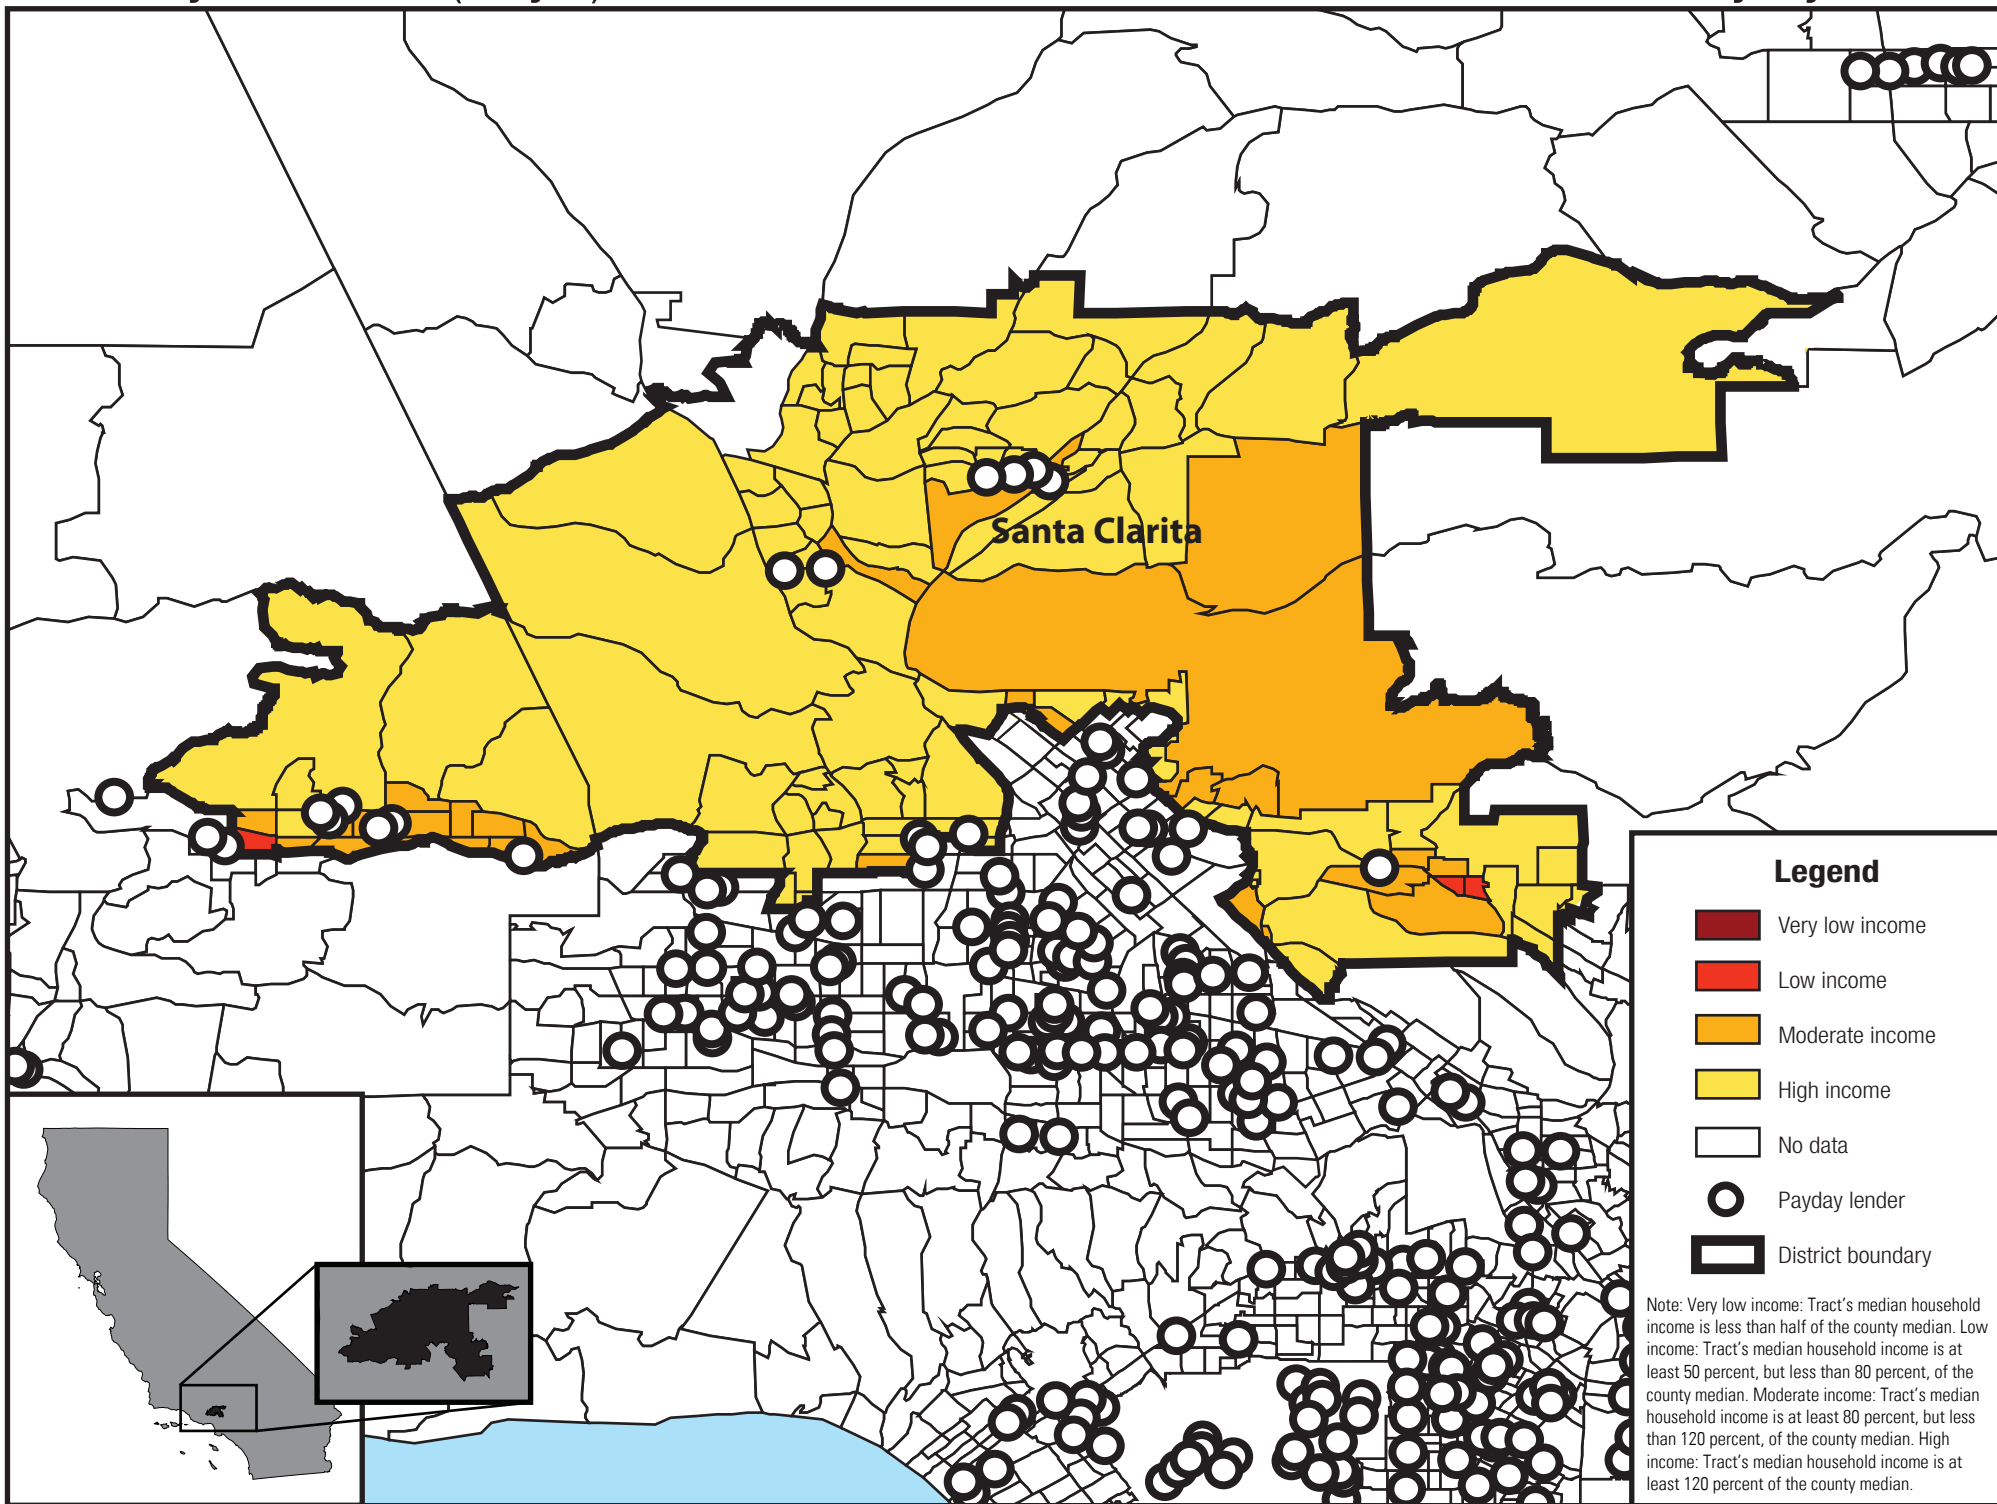 Santa Clarita
Legend
Very low income
Low income
Moderate income
High income
No data
Payday lender
District boundary
Note: Very low income: Tract's median household
income is less than half of the county median. Low
income: Tract's median household income is at
least 50 percent, but less than 80 percent, of the
county median. Moderate income: Tract's median
household income is at least 80 percent, but less
than 120 percent, of the county median. High
income: Tract's median household income is at
least 120 percent of the county median.